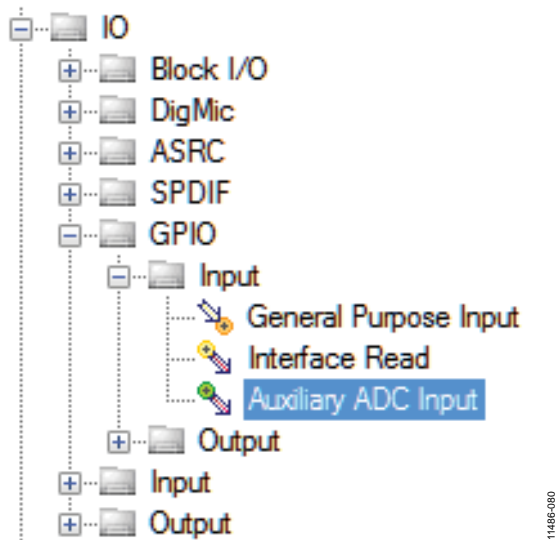 IO
Block I/O
DigMic
ASRC
SPDIF
GPIO
Input
General Purpose Input
Interface Read
Auxiliary ADC Input
Output
Input
Output
11486-080